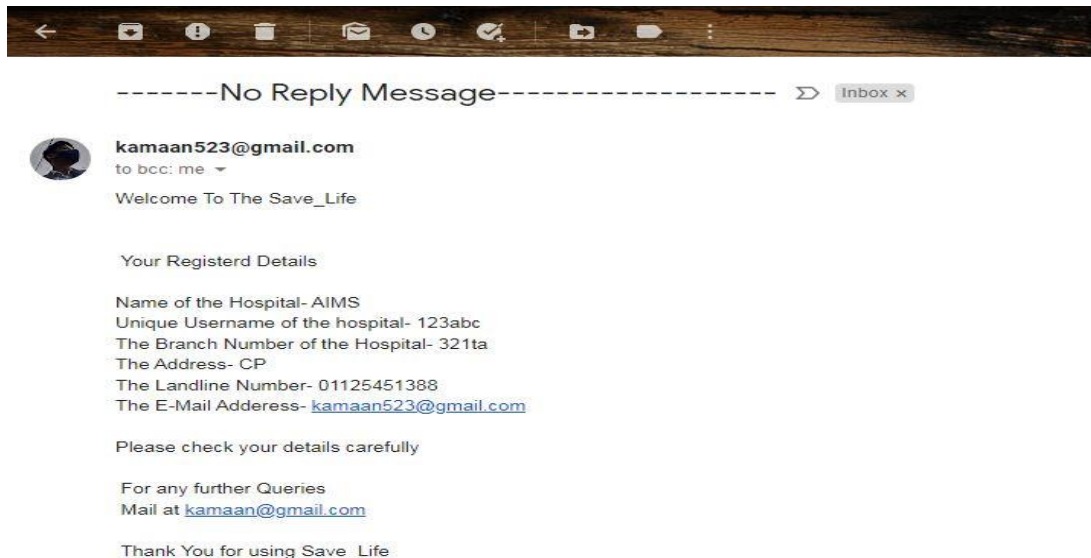 -------No Reply Message-------------------
Inbox x
kamaan523@gmail.com
to bcc: me
Welcome To The Save_Life
Your Registerd Details
Name of the Hospital- AIMS
Unique Username of the hospital- 123abc
The Branch Number of the Hospital- 321ta
The Address- CP
The Landline Number- 01125451388
The E-Mail Adderess- kamaan523@gmail.com
Please check your details carefully
For any further Queries
Mail at kamaan@gmail.com
Thank You for using Save_Life